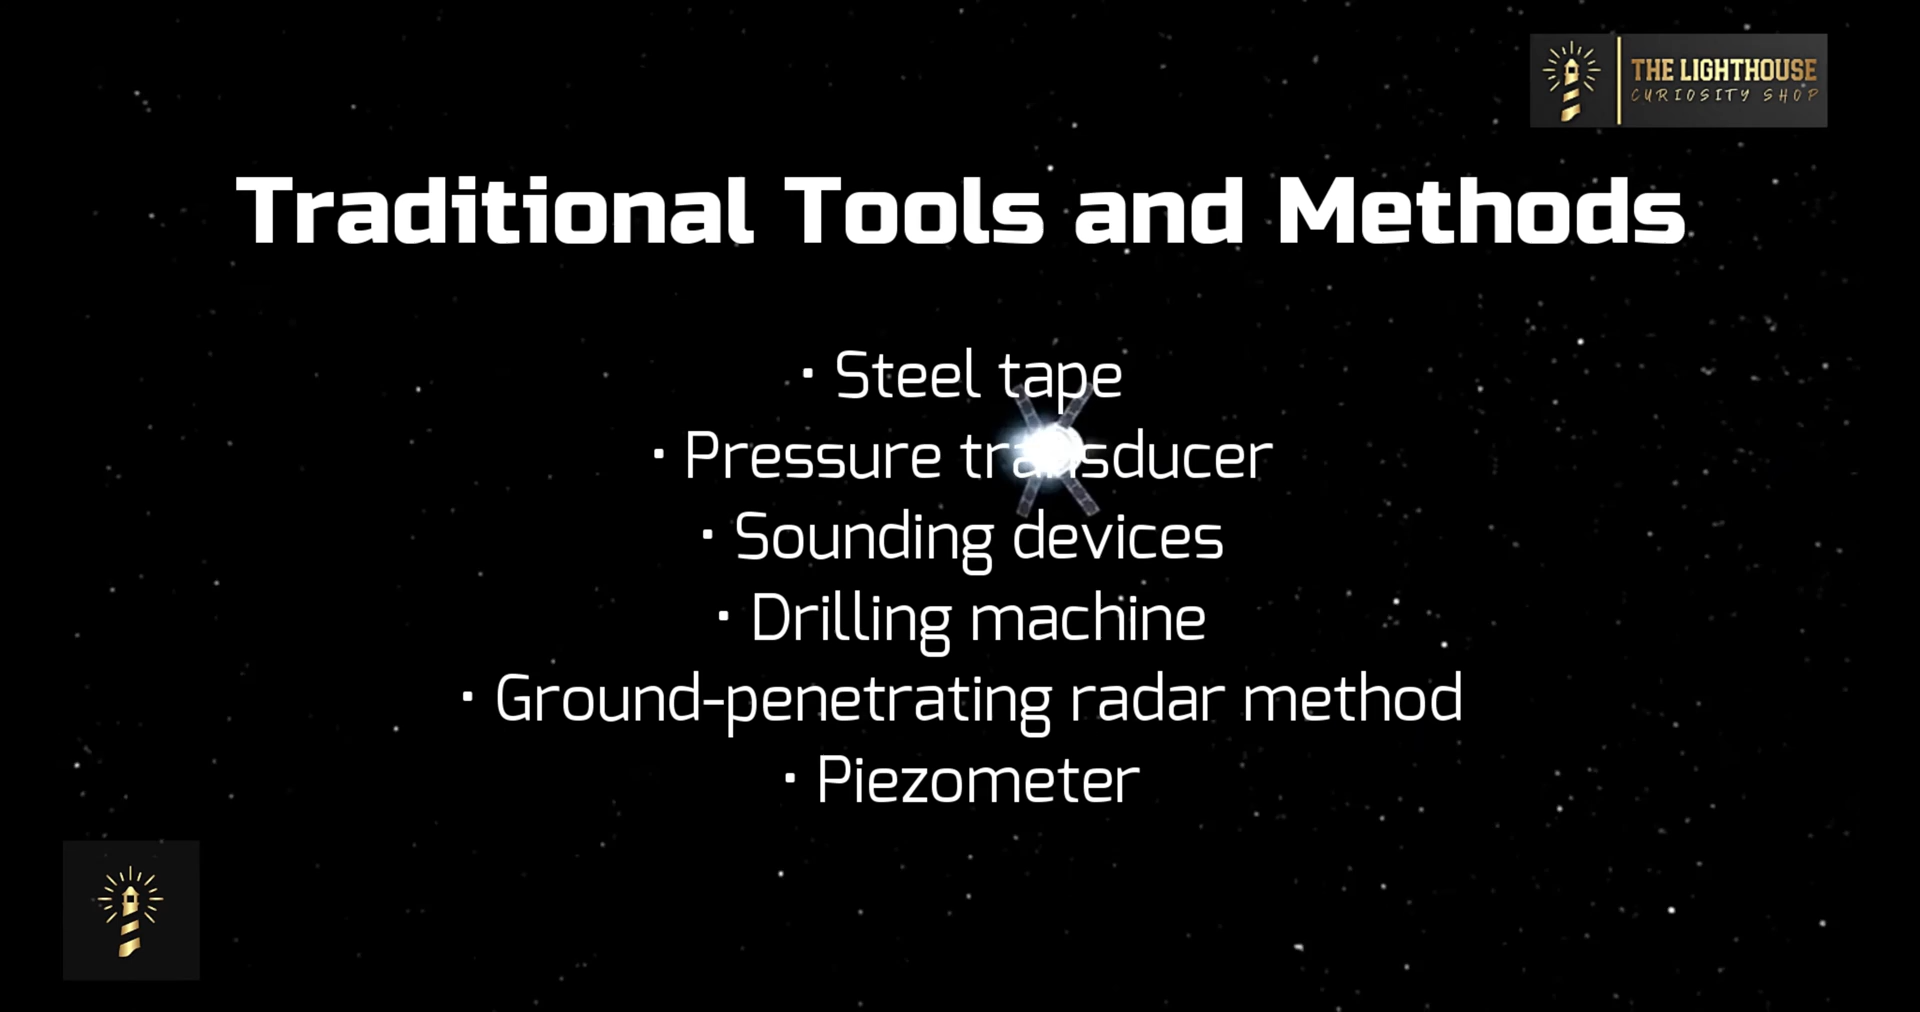 THE LIGHTHOUSE
CURIOSITY SHOP
Traditional Tools and Methods
· Steel tape
· Pressure transducer
· Sounding devices
· Drilling machine
· Ground-penetrating radar method
· Piezometer